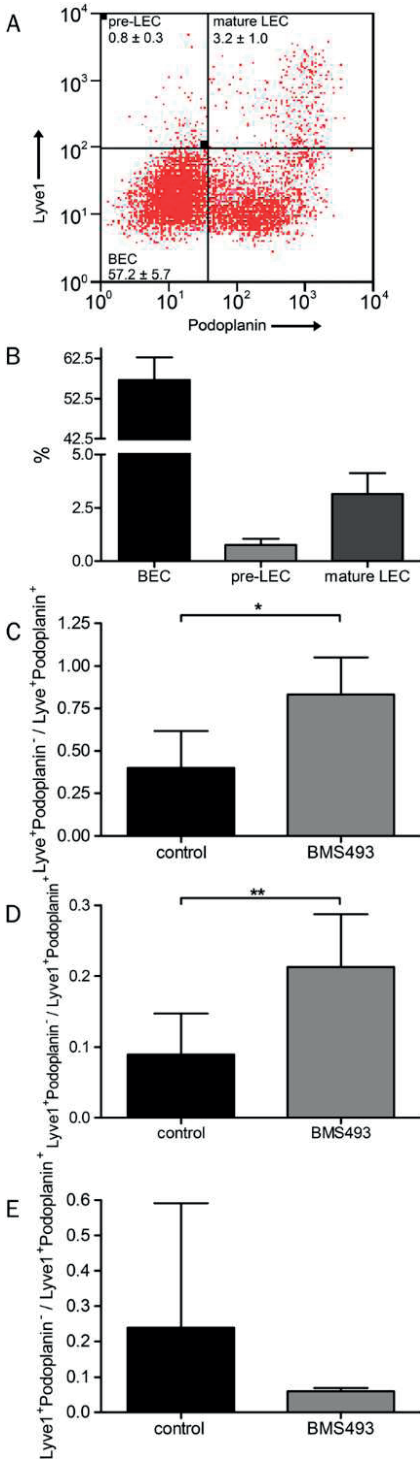 A
pre-LEC
0.8 ± 0.3
mature LEC
3.2 ± 1.0
10⁴
10³
10²
10¹
10⁰
Lyve1
BEC
57.2 ± 5.7
10⁰ 10¹ 10² 10³ 10⁴
Podoplanin
B
62.5
52.5
42.5
5.0
2.5
0.0
%
BEC pre-LEC mature LEC
C
Lyve⁺Podoplanin⁻ / Lyve⁺Podoplanin⁺
1.25
1.00
0.75
0.50
0.25
0.00
*
control BMS493
D
Lyve1⁺Podoplanin⁻ / Lyve1⁺Podoplanin⁺
0.3
0.2
0.1
0.0
**
control BMS493
E
Lyve1⁺Podoplanin⁻ / Lyve1⁺Podoplanin⁺
0.6
0.5
0.4
0.3
0.2
0.1
0.0
control BMS493